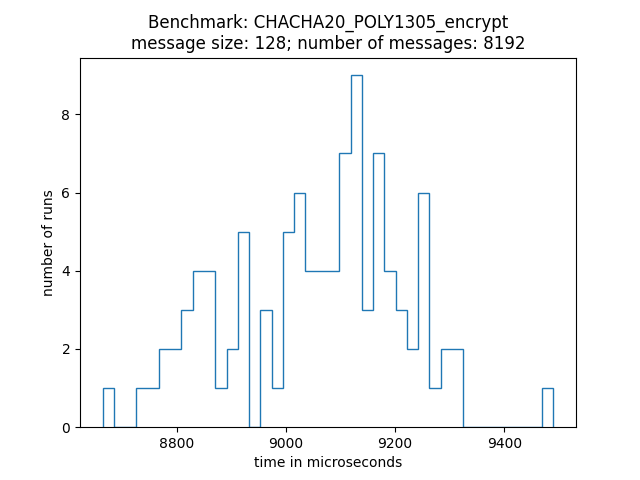 Benchmark: CHACHA20_POLY1305_encrypt
message size: 128; number of messages: 8192
number of runs
8
6
4
2
0
8800 9000 9200 9400
time in microseconds